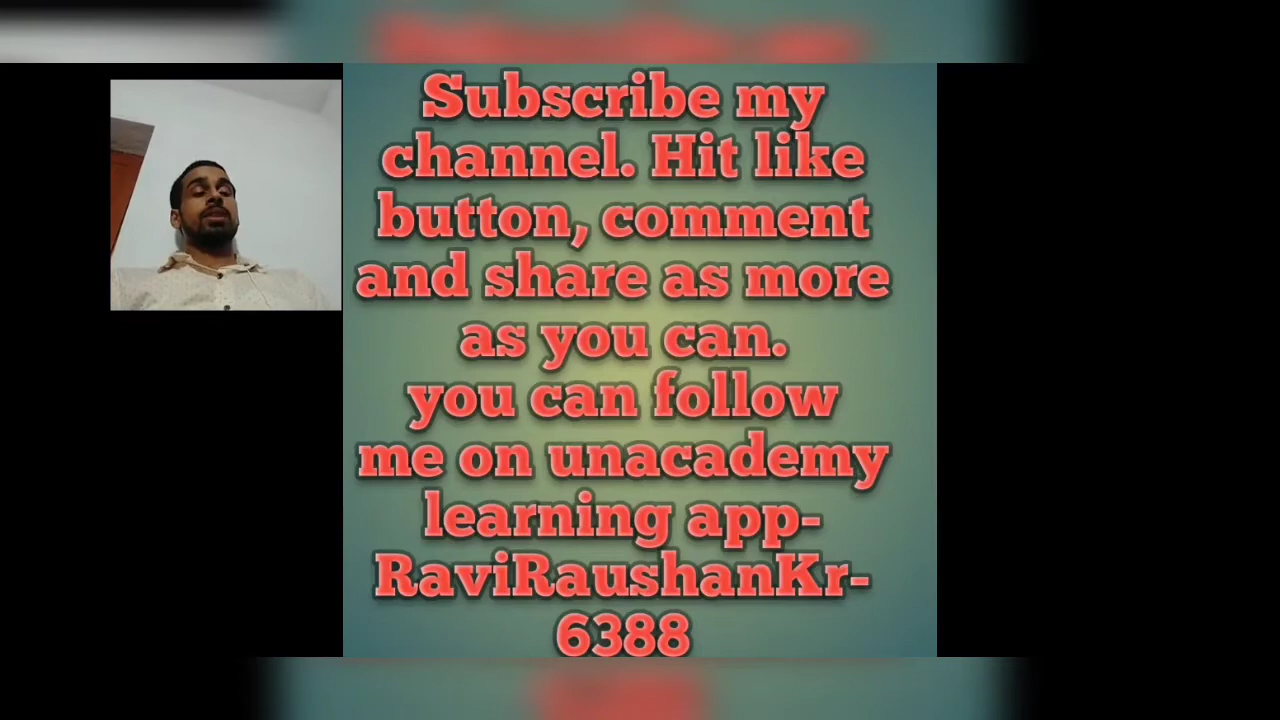 Subscribe my
channel. Hit like
button, comment
and share as more
as you can.
you can follow
me on unacademy
learning app-
RaviRaushanKr-
6388